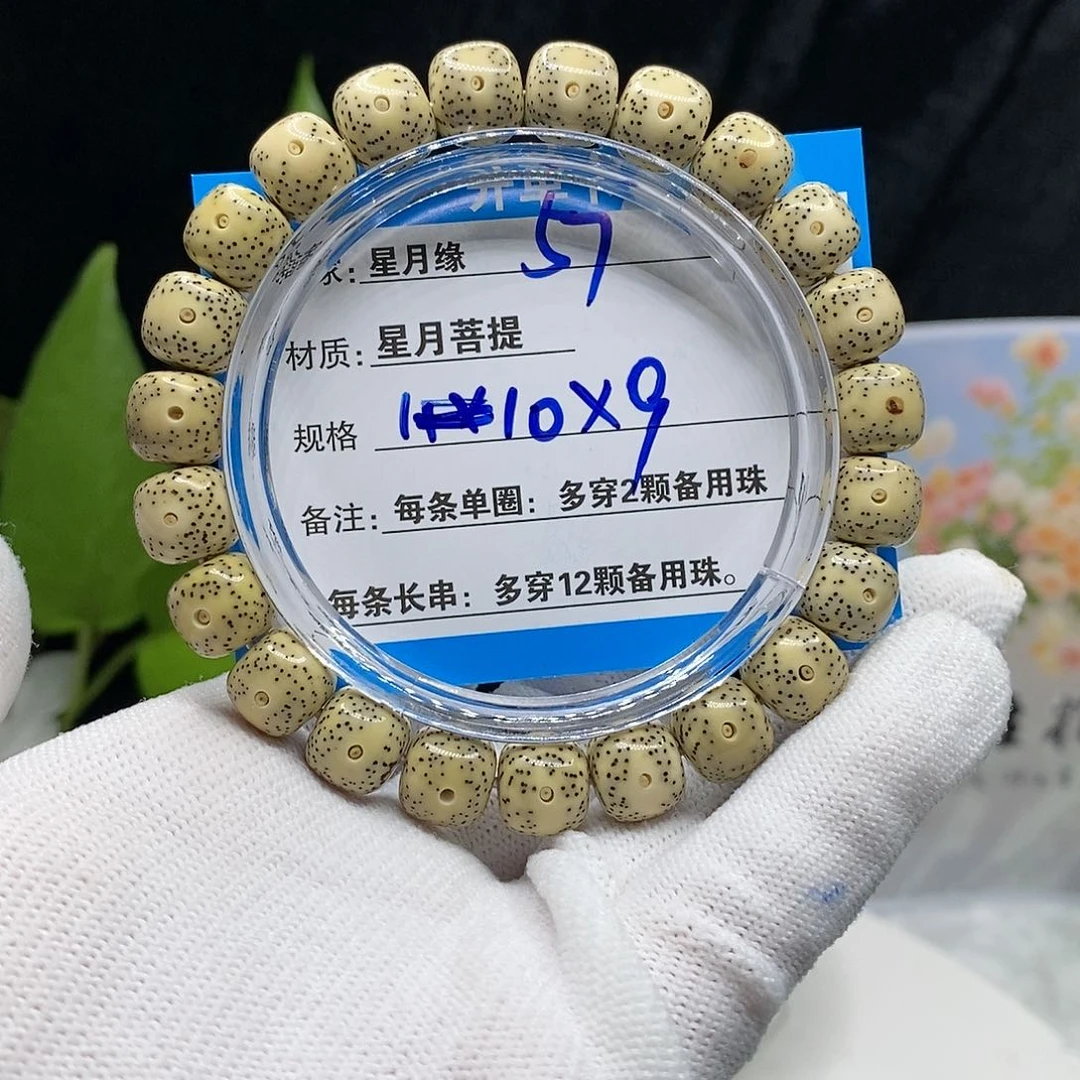 57
家:星月缘
材质:星月菩提
规格 10X9
备注:每条单圈:多穿2颗备用珠
每条长串:多穿12颗备用珠。